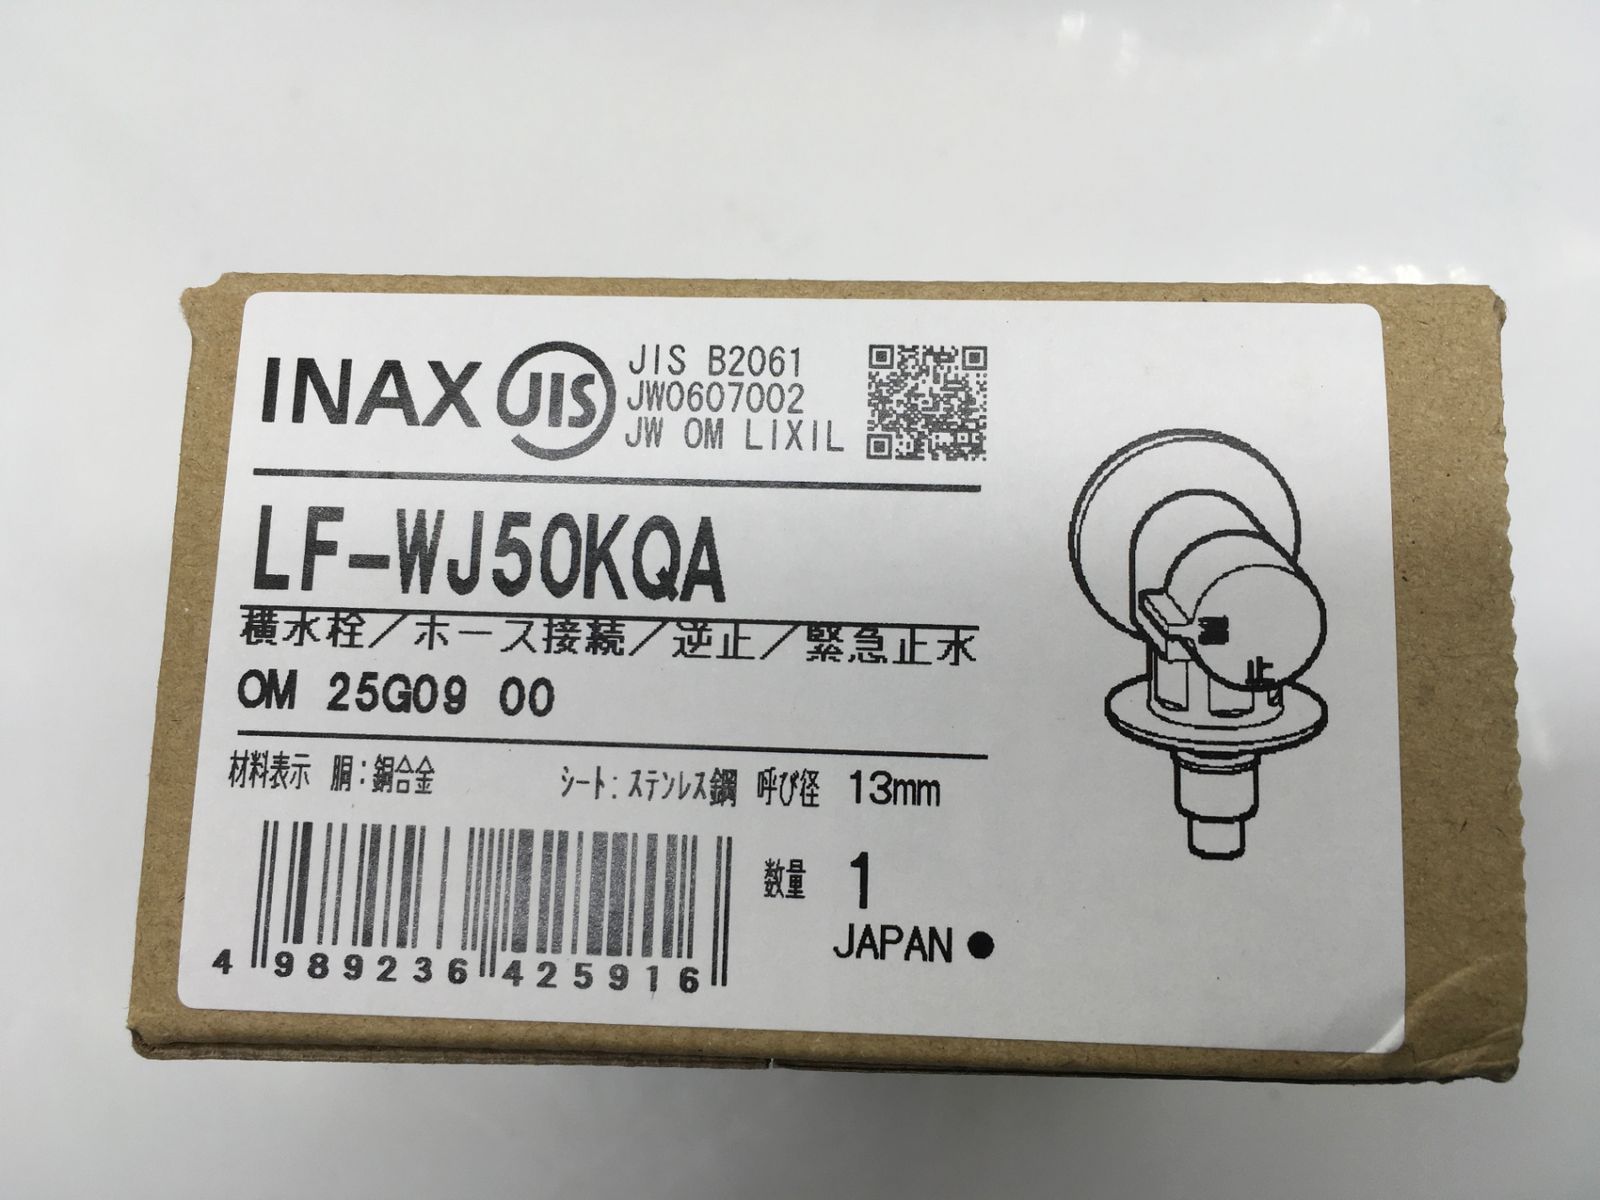 INAX JIS JIS B2061
JW0607002
JW OM LIXIL
LF-WJ50KQA
横水栓/ホース接続/逆止/緊急止水
OM 25G09 00
材料表示 胴:銅合金 シート:ステンレス鋼 呼び径 13mm
数量 1
JAPAN ●
4 989236 425916
止